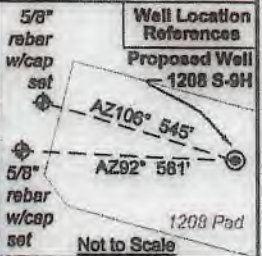 5/8"
rebar
w/cap
set
Well Location
References
Proposed Well
1208 S-9H
AZ106° 545'
AZ92° 561'
5/8"
rebar
w/cap
set
1208 Pad
Not to Scale